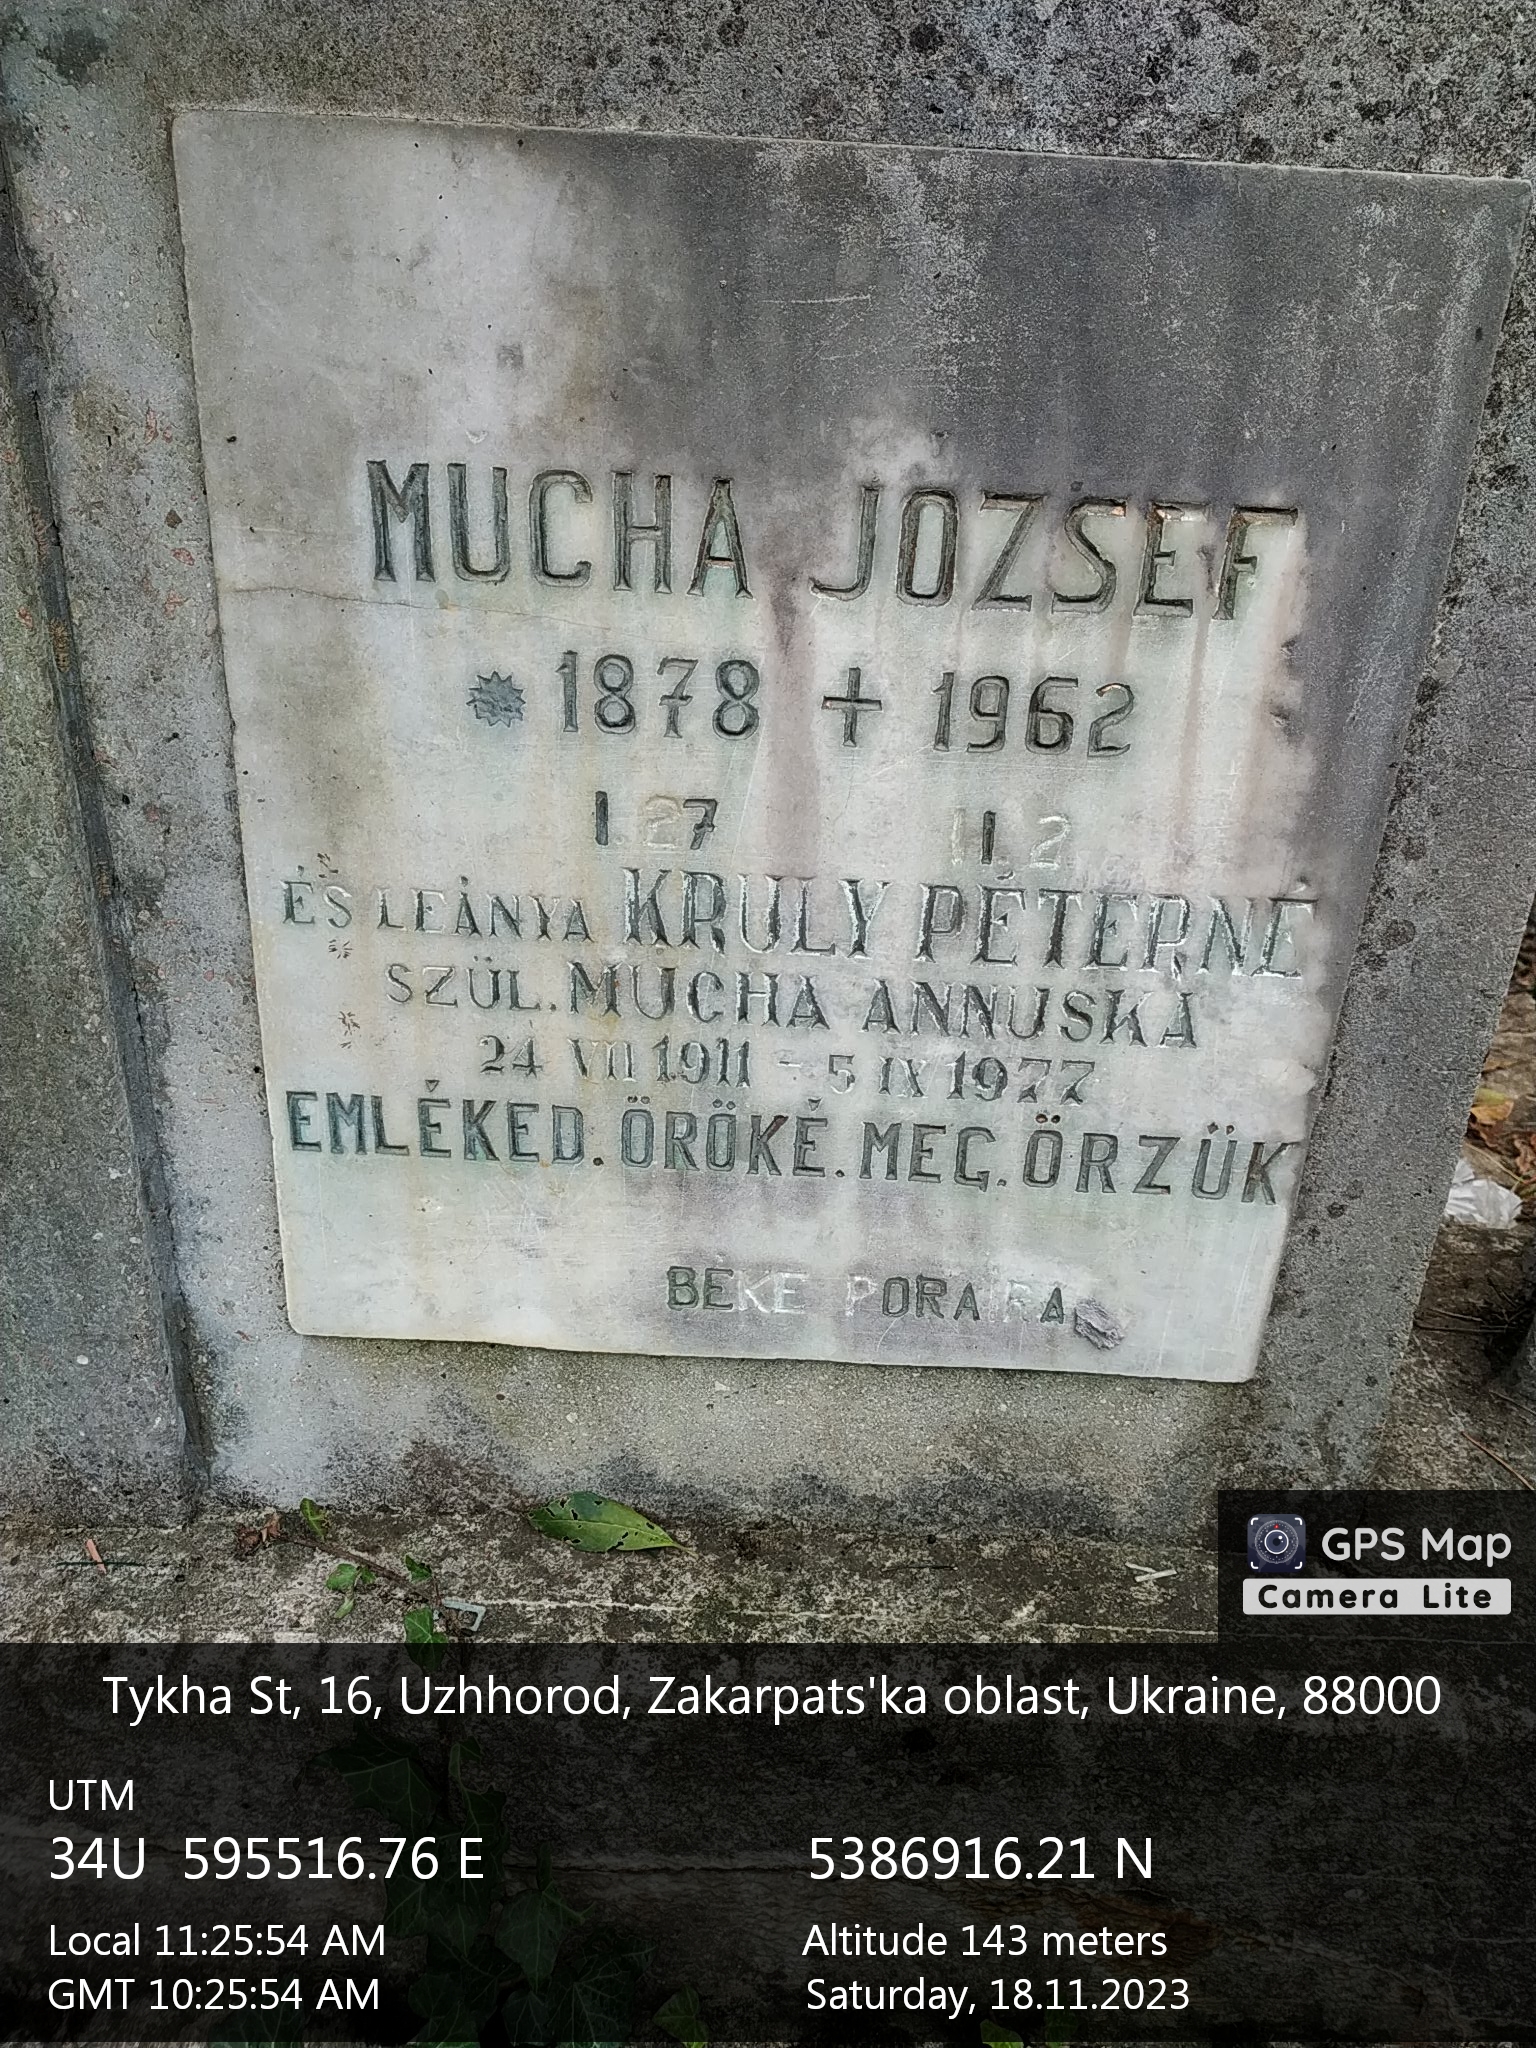 MUCHA JÓZSEF
* 1878 + 1962
I. 27 II. 2
ÉS LEÁNYA KRULY PÉTERNÉ
SZÜL. MUCHA ANNUSKA
24 VII 1911 - 5 IX 1977
EMLÉKED. ÖRÖKÉ. MEG. ÖRZÜK
BÉKE PORAIRA
GPS Map
Camera Lite
Tykha St, 16, Uzhhorod, Zakarpats'ka oblast, Ukraine, 88000
UTM
34U 595516.76 E 5386916.21 N
Local 11:25:54 AM Altitude 143 meters
GMT 10:25:54 AM Saturday, 18.11.2023